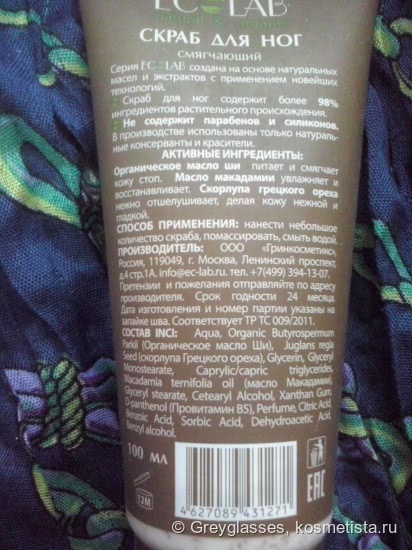 EC LAB
natural & organic
СКРАБ ДЛЯ НОГ
смягчающий
Серия EC LAB создана на основе натуральных
масел и экстрактов с применением новейших
технологий.
• Скраб для ног содержит более 98%
ингредиентов растительного происхождения.
• Не содержит парабенов и силиконов.
В производстве использованы только натураль-
ные консерванты и красители.
АКТИВНЫЕ ИНГРЕДИЕНТЫ:
Органическое масло ши питает и смягчает
кожу стоп. Масло макадамии увлажняет и
восстанавливает. Скорлупа грецкого ореха
нежно отшелушивает, делая кожу нежной и
гладкой.
СПОСОБ ПРИМЕНЕНИЯ: нанести небольшое
количество скраба, помассировать, смыть водой.
ПРОИЗВОДИТЕЛЬ: ООО «Гринкосметикс»,
Россия, 119049, г. Москва, Ленинский проспект,
д4 стр.1А, info@ec-lab.ru. тел.+7(499) 394-13-07.
Претензии и пожелания отправляйте по адресу
производителя. Срок годности 24 месяца.
Дата изготовления и номер партии указаны на
запайке шва. Соответствует ТР ТС 009/2011.
СОСТАВ INCI: Aqua, Organic Butyrospermum
Parkii (Органическое масло Ши), Juglans regia
Seed (скорлупа Грецкого ореха), Glycerin, Glyceryl
Monostearate, Caprylic/capric triglycerides,
Macadamia ternifolia oil (масло Макадамии),
Glyceryl stearate, Cetearyl Alcohol, Xanthan Gum,
D-panthenol (Провитамин B5), Perfume, Citric Acid,
Benzoic Acid, Sorbic Acid, Dehydroacetic Acid,
Benzyl alcohol.
100 МЛ
12M
4627089 431271
EAC
© Greyglasses, kosmetista.ru